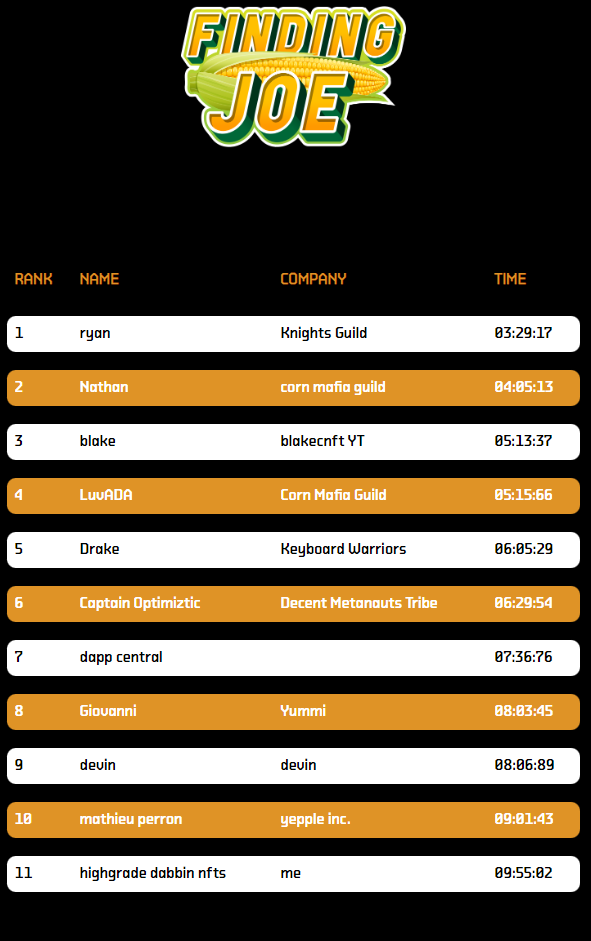 FINDING
JOE
RANK NAME COMPANY TIME
1 ryan Knights Guild 03:29:17
2 Nathan corn mafia guild 04:05:13
3 blake blakecnft YT 05:13:37
4 LuvADA Corn Mafia Guild 05:15:66
5 Drake Keyboard Warriors 06:05:29
6 Captain Optimiztic Decent Metanauts Tribe 06:29:54
7 dapp central 07:36:76
8 Giovanni Yummi 08:03:45
9 devin devin 08:06:89
10 mathieu perron yepple inc. 09:01:43
11 highgrade dabbin nfts me 09:55:02